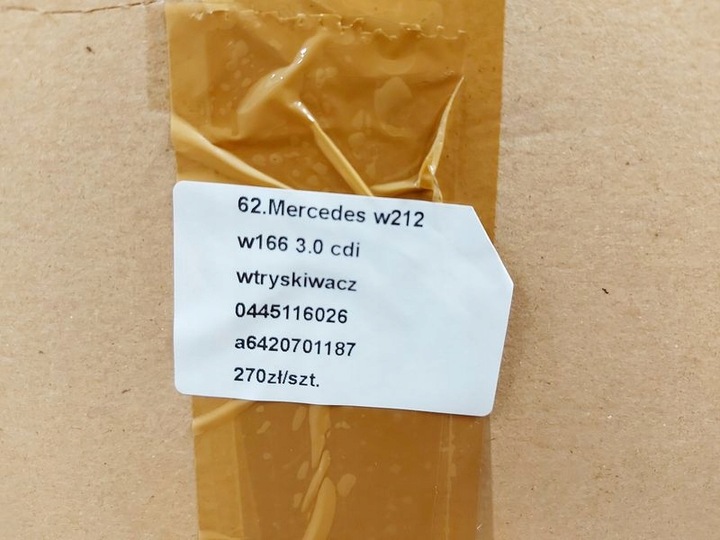 62.Mercedes w212
w166 3.0 cdi
wtryskiwacz
0445116026
a6420701187
270zł/szt.